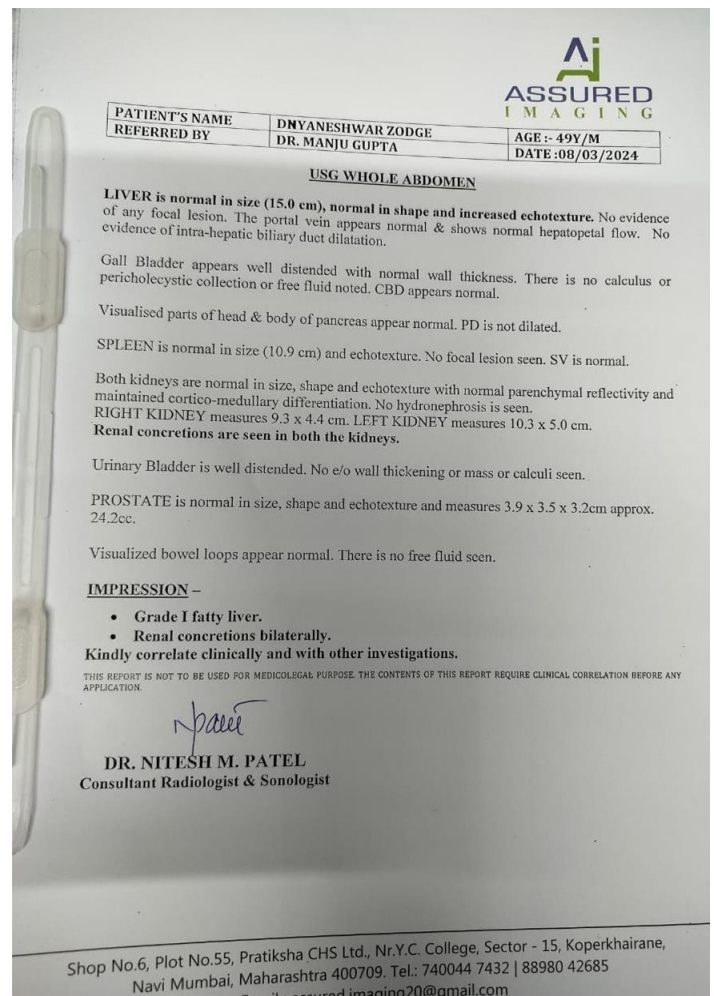 ASSURED
IMAGING
PATIENT'S NAME DNYANESHWAR ZODGE AGE :- 49Y/M
REFERRED BY DR. MANJU GUPTA DATE :08/03/2024
USG WHOLE ABDOMEN
LIVER is normal in size (15.0 cm), normal in shape and increased echotexture. No evidence
of any focal lesion. The portal vein appears normal & shows normal hepatopetal flow. No
evidence of intra-hepatic biliary duct dilatation.
Gall Bladder appears well distended with normal wall thickness. There is no calculus or
pericholecystic collection or free fluid noted. CBD appears normal.
Visualised parts of head & body of pancreas appear normal. PD is not dilated.
SPLEEN is normal in size (10.9 cm) and echotexture. No focal lesion seen. SV is normal.
Both kidneys are normal in size, shape and echotexture with normal parenchymal reflectivity and
maintained cortico-medullary differentiation. No hydronephrosis is seen.
RIGHT KIDNEY measures 9.3 x 4.4 cm. LEFT KIDNEY measures 10.3 x 5.0 cm.
Renal concretions are seen in both the kidneys.
Urinary Bladder is well distended. No e/o wall thickening or mass or calculi seen.
PROSTATE is normal in size, shape and echotexture and measures 3.9 x 3.5 x 3.2cm approx.
24.2cc.
Visualized bowel loops appear normal. There is no free fluid seen.
IMPRESSION –
• Grade I fatty liver.
• Renal concretions bilaterally.
Kindly correlate clinically and with other investigations.
THIS REPORT IS NOT TO BE USED FOR MEDICOLEGAL PURPOSE. THE CONTENTS OF THIS REPORT REQUIRE CLINICAL CORRELATION BEFORE ANY
APPLICATION.
DR. NITESH M. PATEL
Consultant Radiologist & Sonologist
Shop No.6, Plot No.55, Pratiksha CHS Ltd., Nr.Y.C. College, Sector - 15, Koperkhairane,
Navi Mumbai, Maharashtra 400709. Tel.: 740044 7432 | 88980 42685
assured.imaging20@gmail.com